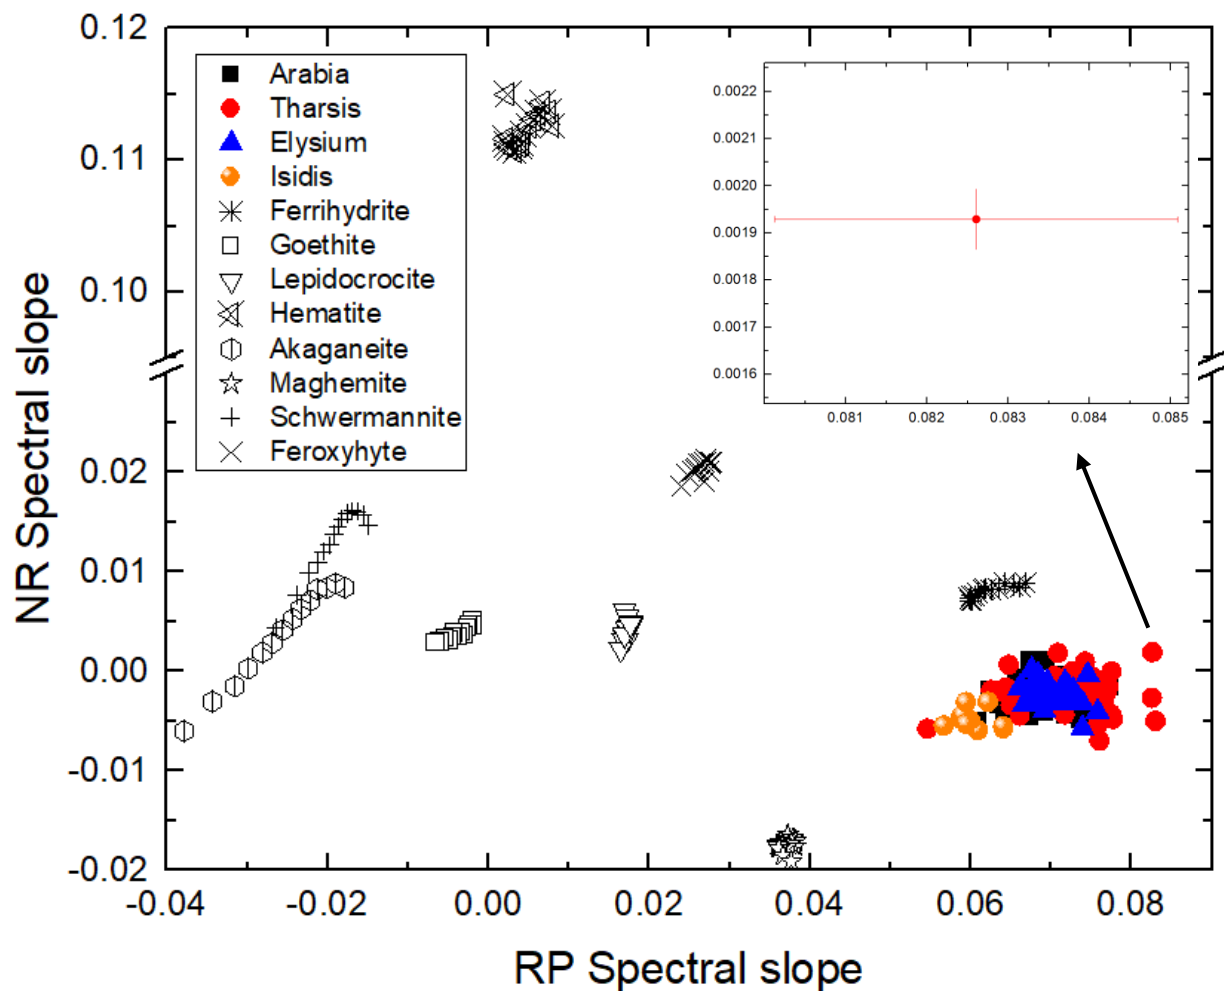 0.12
0.11
0.10
0.02
0.01
0.00
-0.01
-0.02
NR Spectral slope
Arabia
Tharsis
Elysium
Isidis
Ferrihydrite
Goethite
Lepidocrocite
Hematite
Akaganeite
Maghemite
Schwermannite
Feroxyhyte
0.0022
0.0021
0.0020
0.0019
0.0018
0.0017
0.0016
0.081 0.082 0.083 0.084 0.085
-0.04 -0.02 0.00 0.02 0.04 0.06 0.08
RP Spectral slope